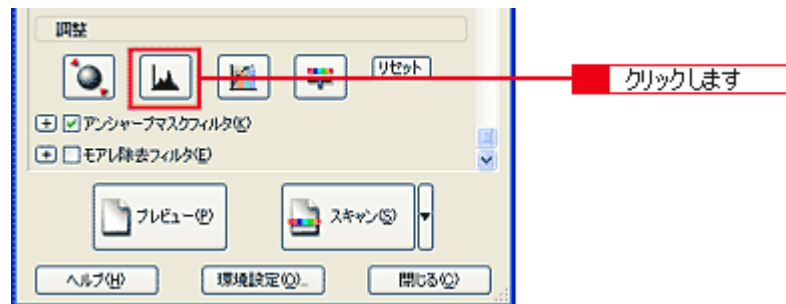 調整
リセット
クリックします
アンシャープマスクフィルタ(K)
モアレ除去フィルタ(E)
プレビュー(P)
スキャン(S)
ヘルプ(H)
環境設定(O)...
閉じる(C)